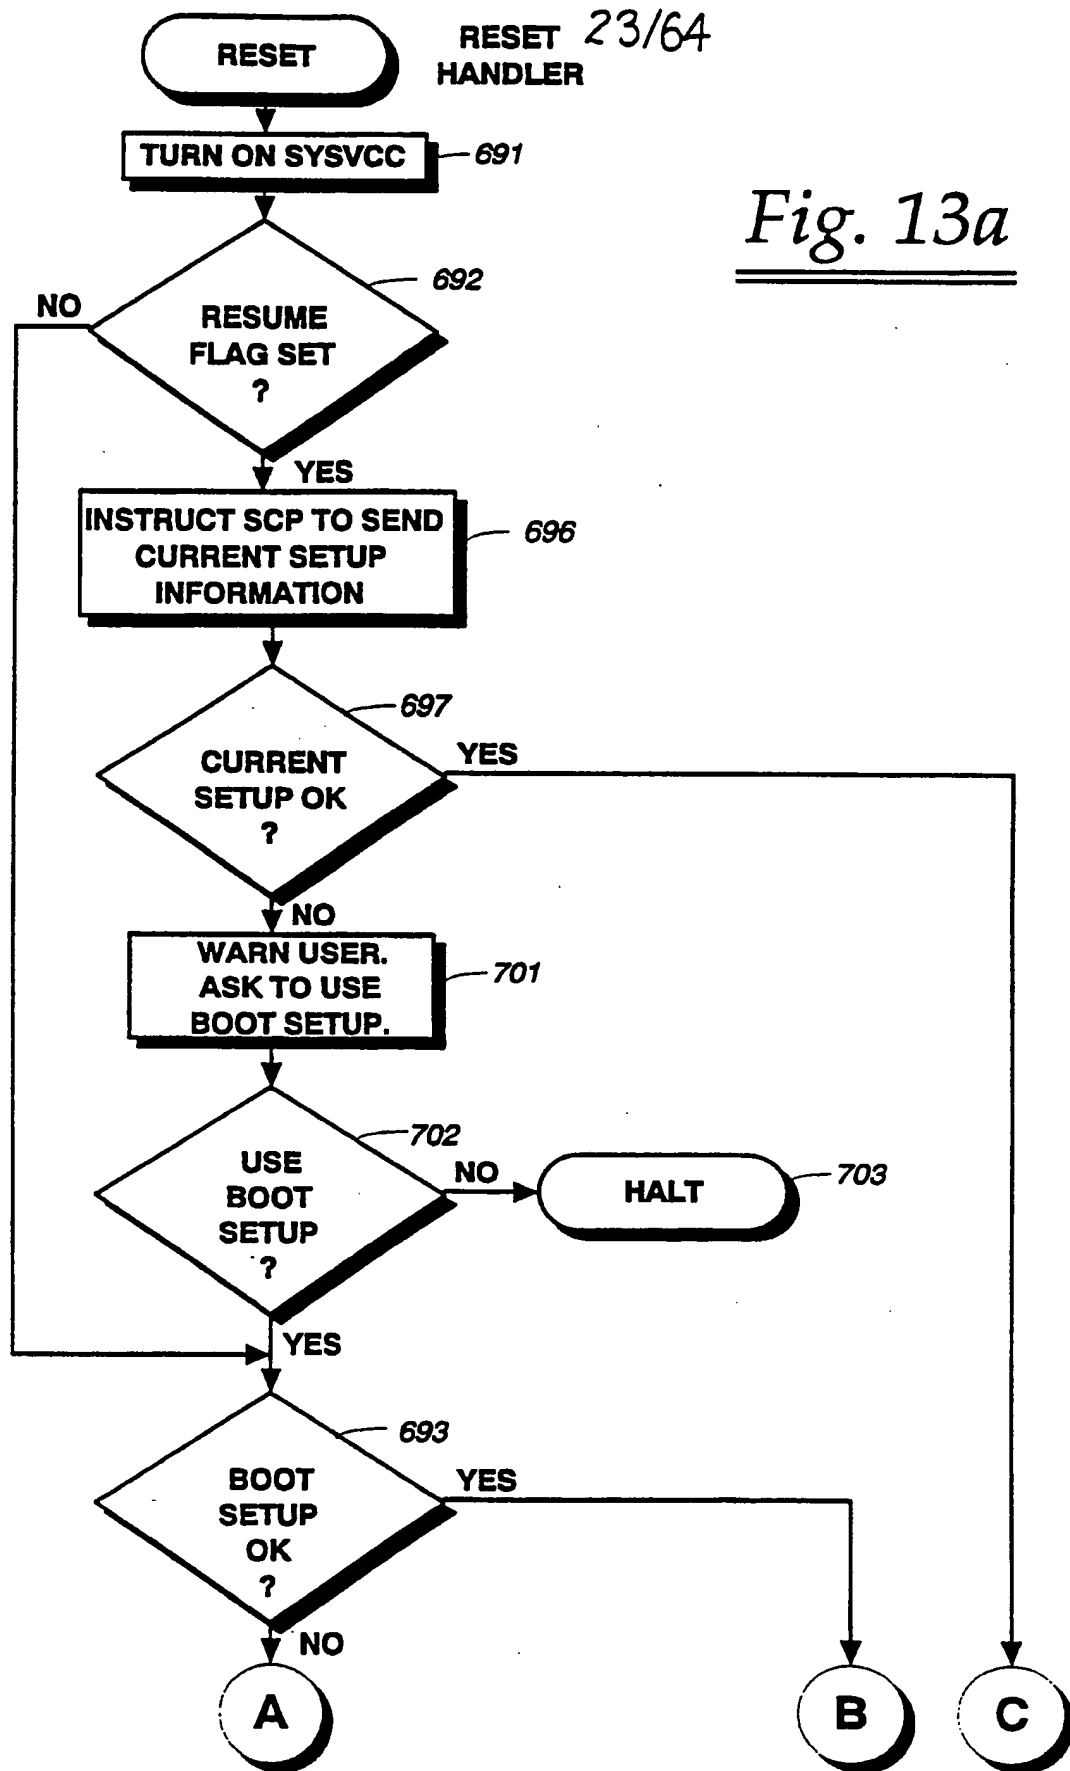 RESET
RESET 23/64
HANDLER
TURN ON SYSVCC
691
Fig. 13a
692
NO
RESUME
FLAG SET
?
YES
INSTRUCT SCP TO SEND
CURRENT SETUP
INFORMATION
696
697
YES
CURRENT
SETUP OK
?
NO
WARN USER.
ASK TO USE
BOOT SETUP.
701
702
USE
BOOT
SETUP
?
NO
HALT
703
YES
693
YES
BOOT
SETUP
OK
?
NO
A
B
C